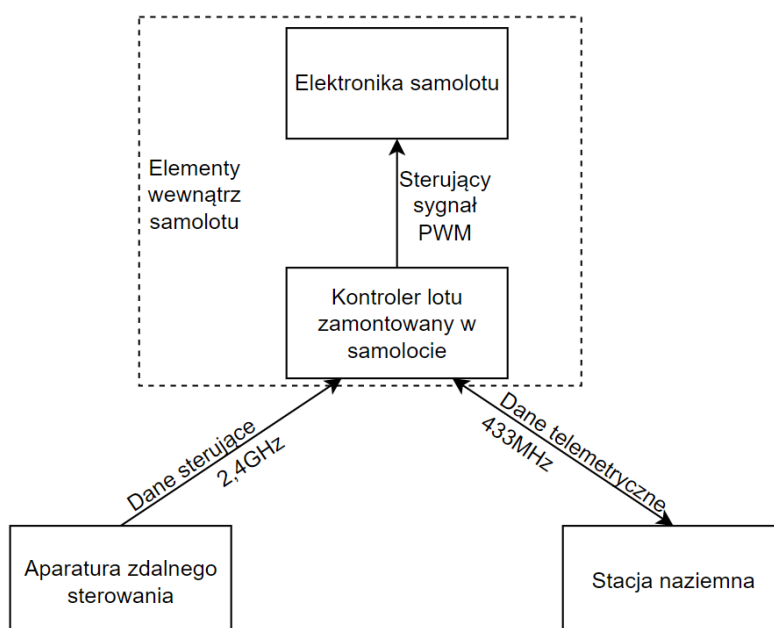 Elektronika samolotu
Elementy
wewnątrz
samolotu
Sterujący
sygnał
PWM
Kontroler lotu
zamontowany w
samolocie
Dane sterujące
2,4GHz
Dane telemetryczne
433MHz
Aparatura zdalnego
sterowania
Stacja naziemna